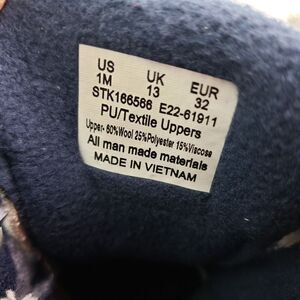 US UK EUR
1M 13 32
STK166566 E22-61911
PU/Textile Uppers
Upper- 60%Wool 25%Polyester 15%Viscose
All man made materials
MADE IN VIETNAM